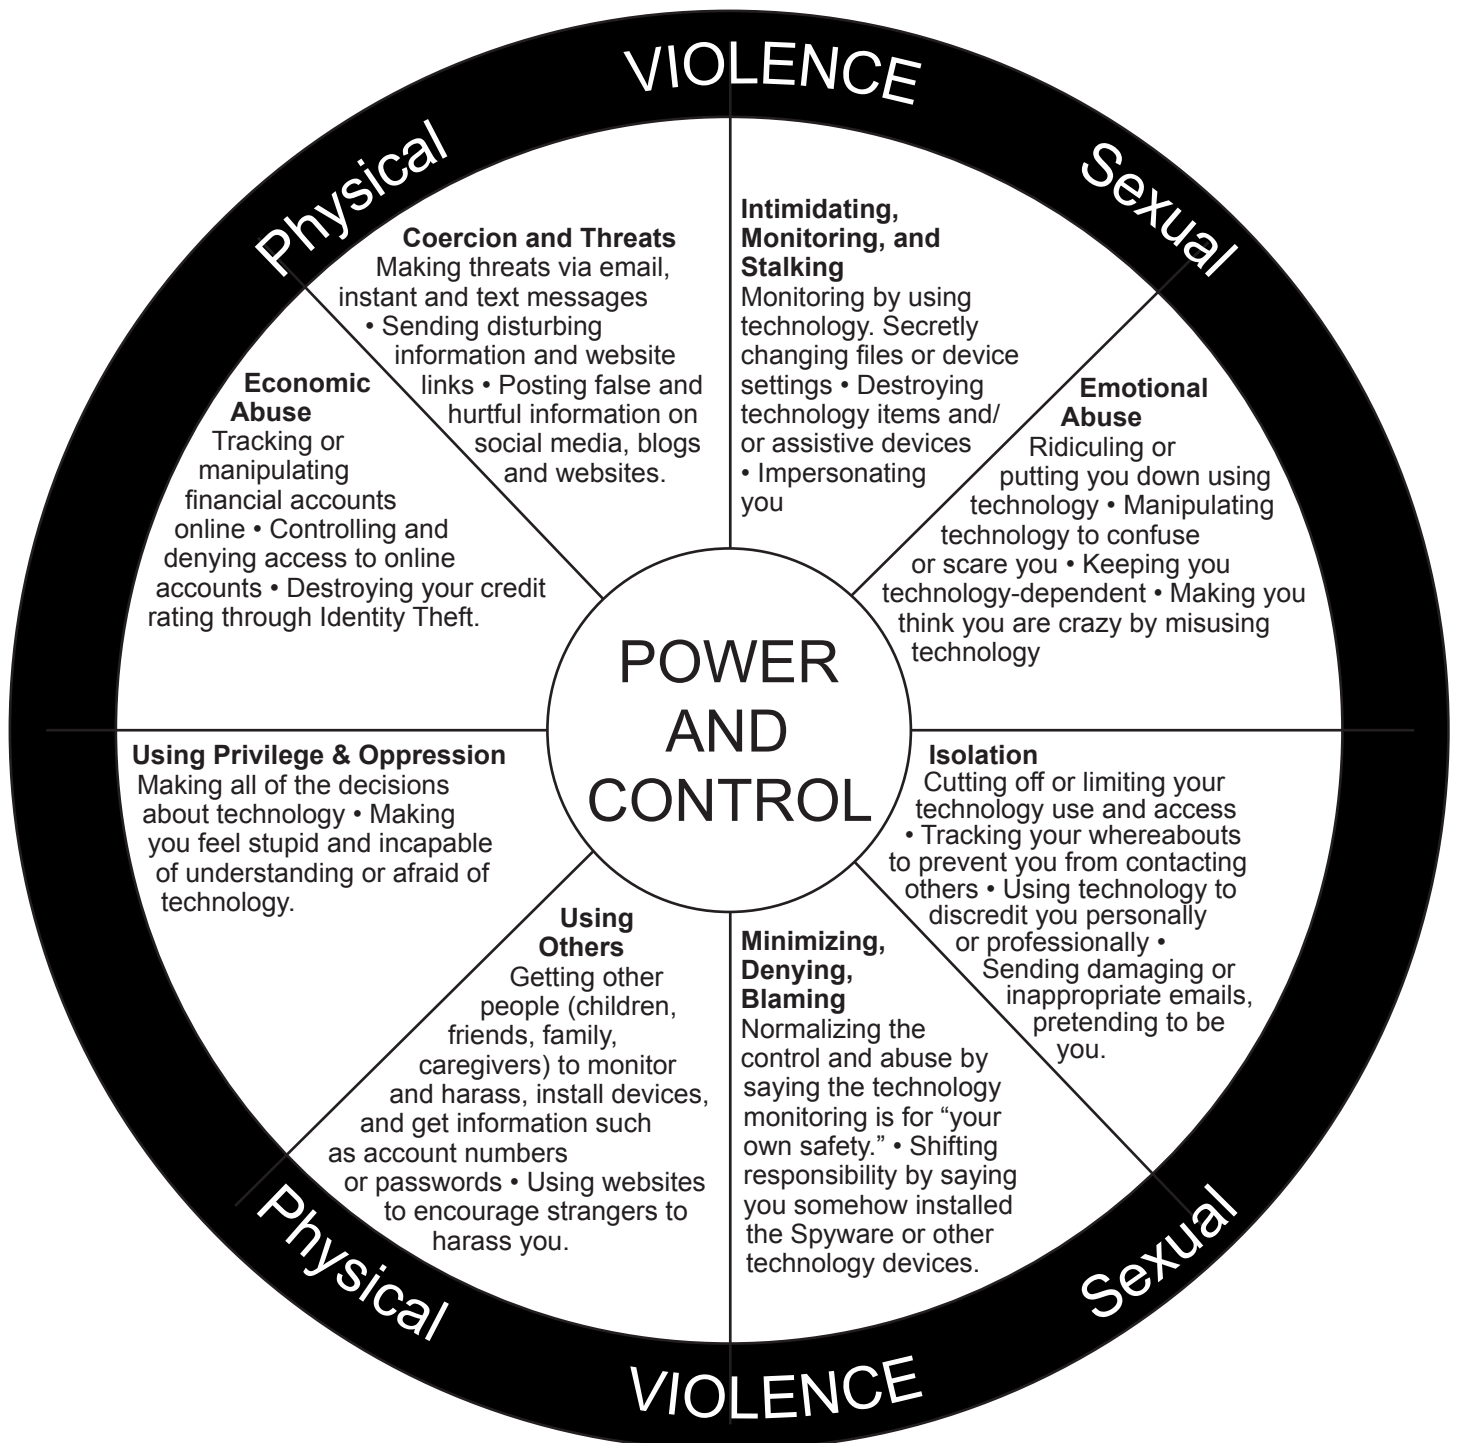 VIOLENCE
Physical
Sexual
Coercion and Threats
Making threats via email,
instant and text messages
• Sending disturbing
information and website
links • Posting false and
hurtful information on
social media, blogs
and websites.
Intimidating,
Monitoring, and
Stalking
Monitoring by using
technology. Secretly
changing files or device
settings • Destroying
technology items and/
or assistive devices
• Impersonating
you
Economic
Abuse
Tracking or
manipulating
financial accounts
online • Controlling and
denying access to online
accounts • Destroying your credit
rating through Identity Theft.
Emotional
Abuse
Ridiculing or
putting you down using
technology • Manipulating
technology to confuse
or scare you • Keeping you
technology-dependent • Making you
think you are crazy by misusing
technology
POWER
AND
CONTROL
Using Privilege & Oppression
Making all of the decisions
about technology • Making
you feel stupid and incapable
of understanding or afraid of
technology.
Isolation
Cutting off or limiting your
technology use and access
• Tracking your whereabouts
to prevent you from contacting
others • Using technology to
discredit you personally
or professionally •
Sending damaging or
inappropriate emails,
pretending to be
you.
Using
Others
Getting other
people (children,
friends, family,
caregivers) to monitor
and harass, install devices,
and get information such
as account numbers
or passwords • Using websites
to encourage strangers to
harass you.
Minimizing,
Denying,
Blaming
Normalizing the
control and abuse by
saying the technology
monitoring is for “your
own safety.” • Shifting
responsibility by saying
you somehow installed
the Spyware or other
technology devices.
Physical
Sexual
VIOLENCE